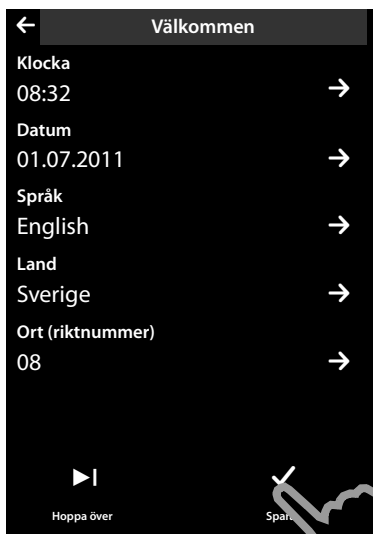 Välkommen
Klocka
08:32
Datum
01.07.2011
Språk
English
Land
Sverige
Ort (riktnummer)
08
Hoppa över